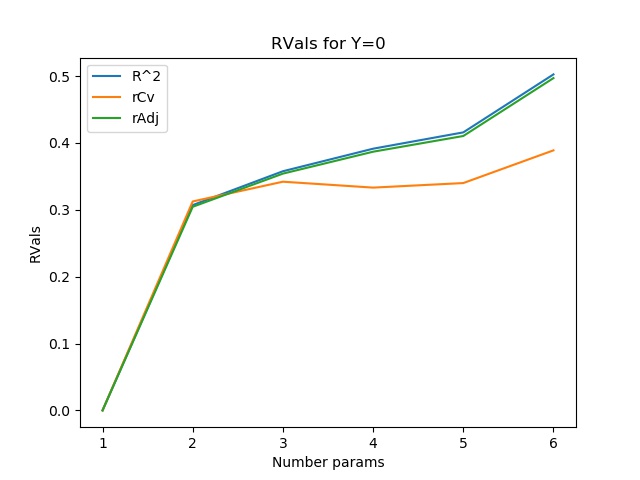 RVals for Y=0
R^2
rCv
rAdj
RVals
0.5
0.4
0.3
0.2
0.1
0.0
1 2 3 4 5 6
Number params